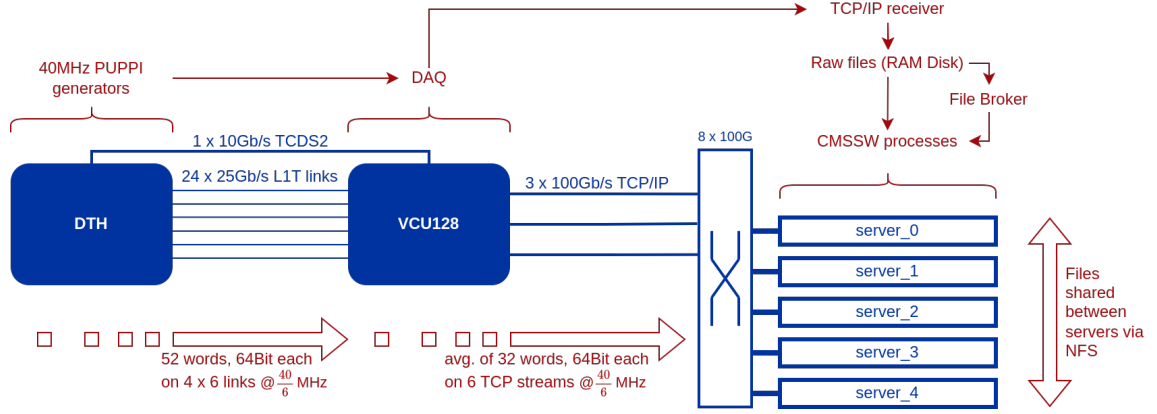 TCP/IP receiver
40MHz PUPPI
generators
DAQ
Raw files (RAM Disk)
File Broker
1 x 10Gb/s TCDS2
8 x 100G
CMSSW processes
24 x 25Gb/s L1T links
3 x 100Gb/s TCP/IP
DTH
VCU128
server_0
server_1
server_2
server_3
server_4
Files
shared
between
servers via
NFS
52 words, 64Bit each
on 4 x 6 links @ 40/6 MHz
avg. of 32 words, 64Bit each
on 6 TCP streams @ 40/6 MHz